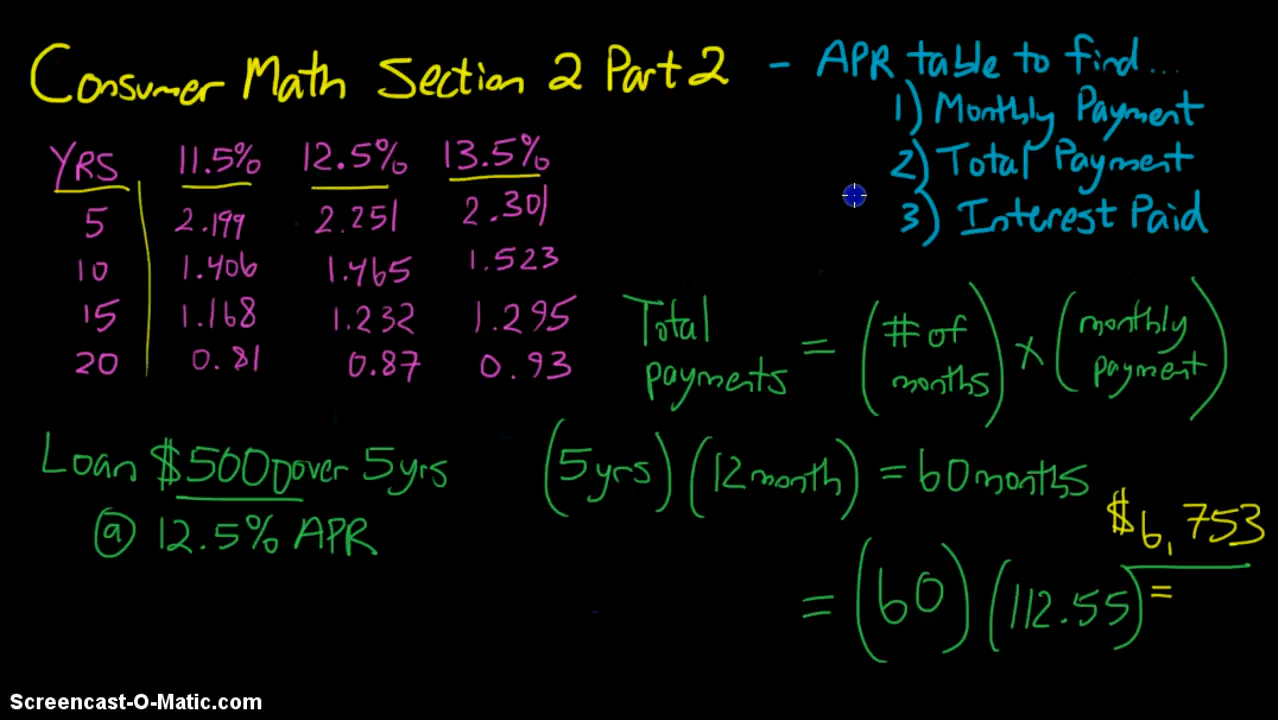 Consumer Math Section 2 Part 2
- APR table to find...
1) Monthly Payment
2) Total Payment
3) Interest Paid
YRS 11.5% 12.5% 13.5%
5 2.199 2.251 2.301
10 1.406 1.465 1.523
15 1.168 1.232 1.295
20 0.81 0.87 0.93
Total payments = (# of months) x (monthly payment)
Loan $5000 over 5yrs
@ 12.5% APR
(5yrs)(12 month) = 60 months
= (60)(112.55) = $6,753
Screencast-O-Matic.com